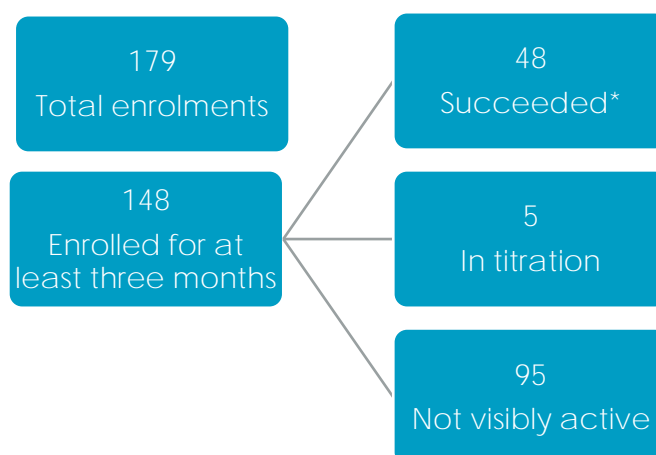 179
Total enrolments
148
Enrolled for at
least three months
48
Succeeded*
5
In titration
95
Not visibly active